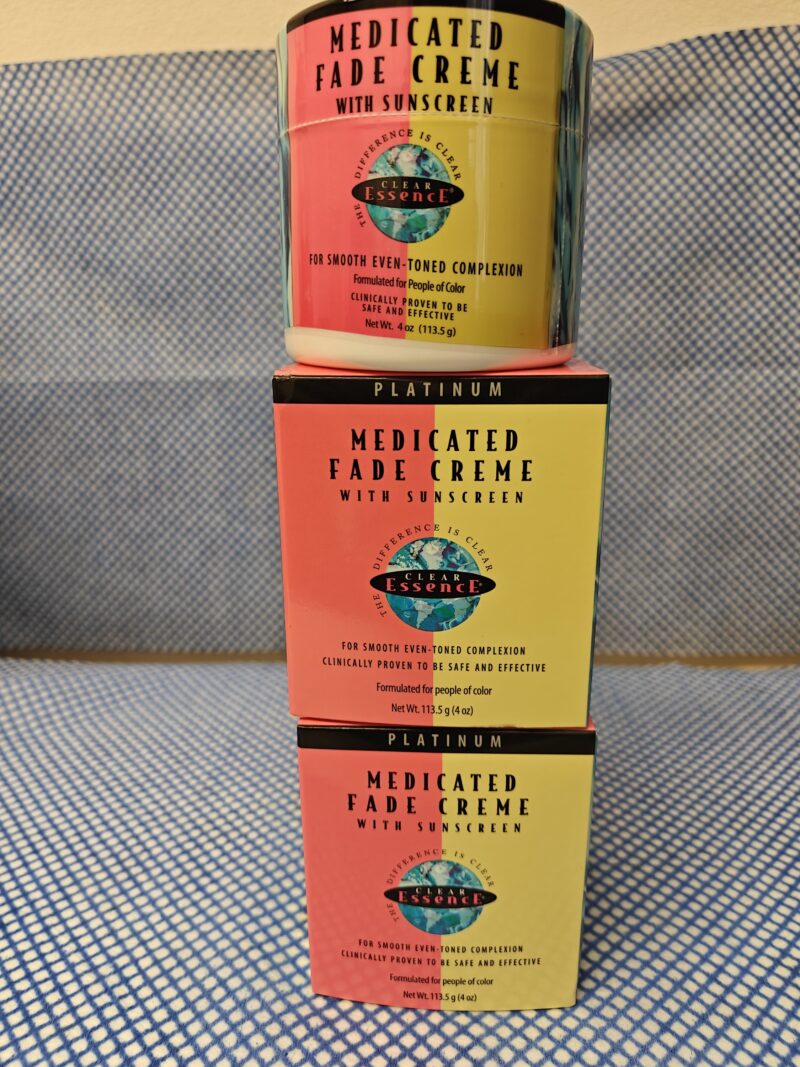 MEDICATED
FADE CREME
WITH SUNSCREEN
THE DIFFERENCE IS CLEAR
CLEAR
EssencE®
FOR SMOOTH EVEN-TONED COMPLEXION
Formulated for People of Color
CLINICALLY PROVEN TO BE
SAFE AND EFFECTIVE
Net Wt. 4 oz (113.5 g)
PLATINUM
MEDICATED
FADE CREME
WITH SUNSCREEN
THE DIFFERENCE IS CLEAR
CLEAR
EssencE®
FOR SMOOTH EVEN-TONED COMPLEXION
CLINICALLY PROVEN TO BE SAFE AND EFFECTIVE
Formulated for people of color
Net Wt. 113.5 g (4 oz)
PLATINUM
MEDICATED
FADE CREME
WITH SUNSCREEN
THE DIFFERENCE IS CLEAR
CLEAR
EssencE®
FOR SMOOTH EVEN-TONED COMPLEXION
CLINICALLY PROVEN TO BE SAFE AND EFFECTIVE
Formulated for people of color
Net Wt. 113.5 g (4 oz)